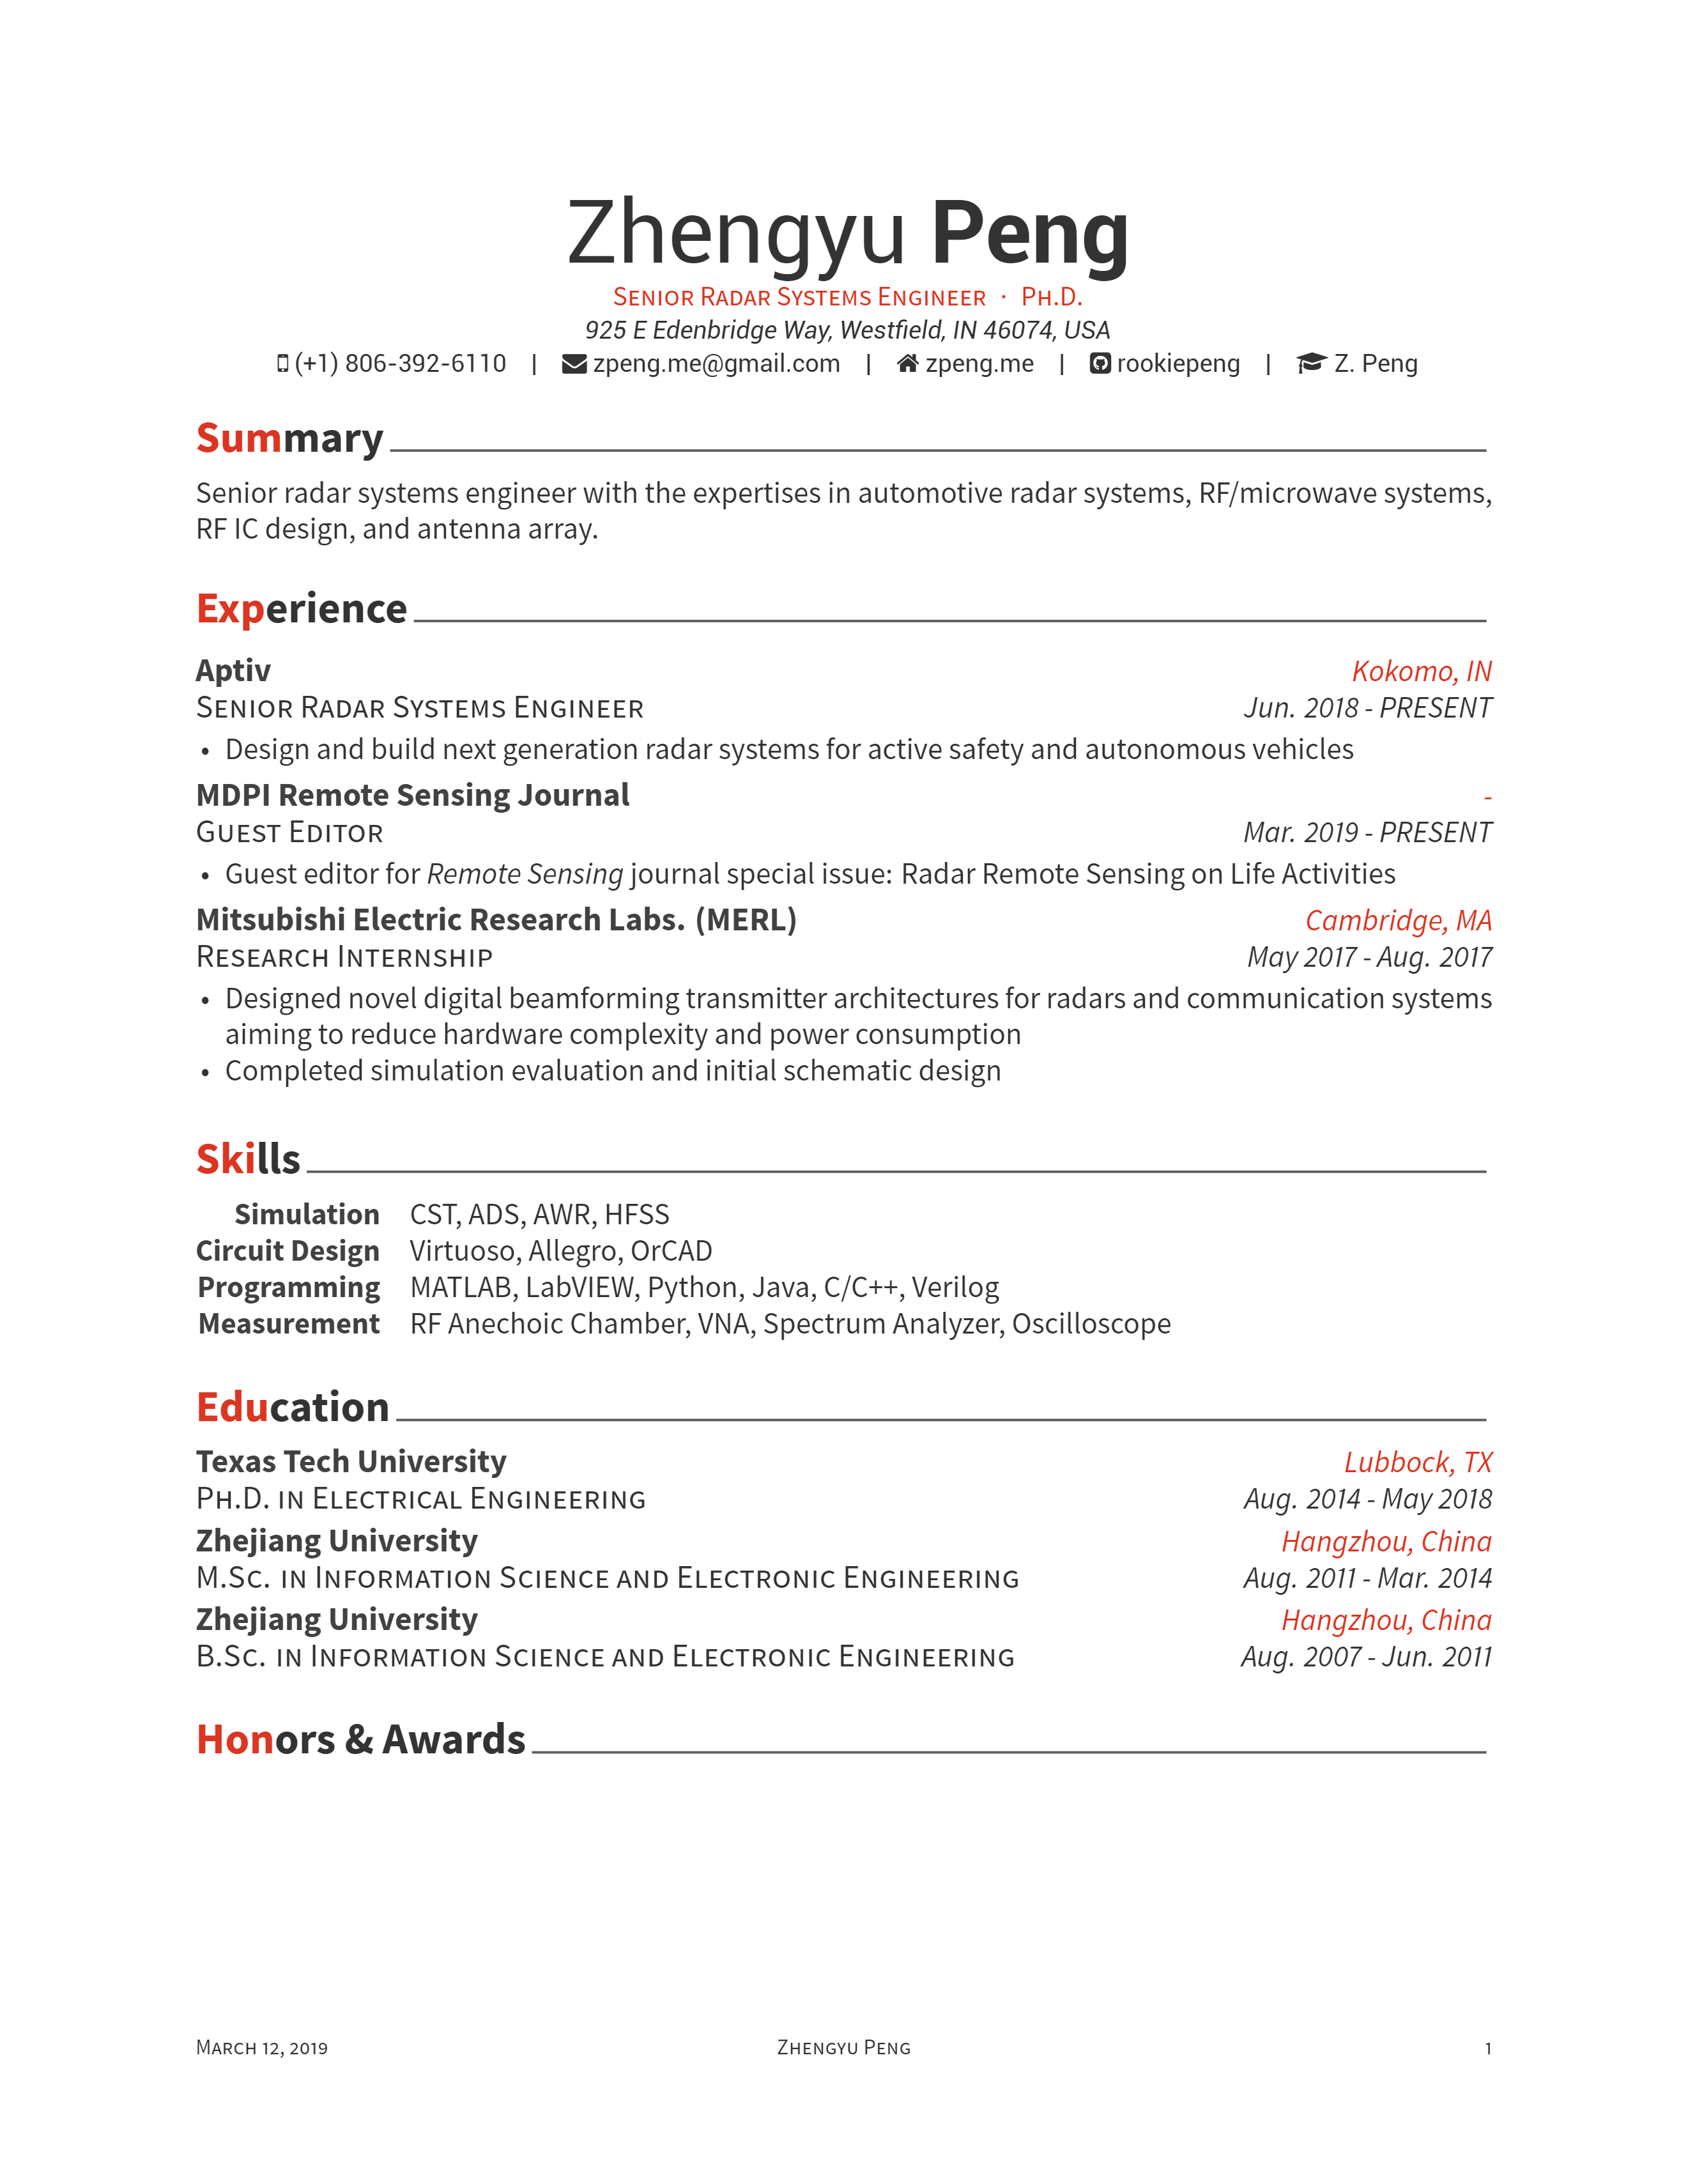 Zhengyu Peng
Senior Radar Systems Engineer · Ph.D.
925 E Edenbridge Way, Westfield, IN 46074, USA
(+1) 806-392-6110 | zpeng.me@gmail.com | zpeng.me | rookiepeng | Z. Peng
Summary
Senior radar systems engineer with the expertises in automotive radar systems, RF/microwave systems,
RF IC design, and antenna array.
Experience
Aptiv Kokomo, IN
Senior Radar Systems Engineer Jun. 2018 - PRESENT
• Design and build next generation radar systems for active safety and autonomous vehicles
MDPI Remote Sensing Journal -
Guest Editor Mar. 2019 - PRESENT
• Guest editor for Remote Sensing journal special issue: Radar Remote Sensing on Life Activities
Mitsubishi Electric Research Labs. (MERL) Cambridge, MA
Research Internship May 2017 - Aug. 2017
• Designed novel digital beamforming transmitter architectures for radars and communication systems
aiming to reduce hardware complexity and power consumption
• Completed simulation evaluation and initial schematic design
Skills
Simulation CST, ADS, AWR, HFSS
Circuit Design Virtuoso, Allegro, OrCAD
Programming MATLAB, LabVIEW, Python, Java, C/C++, Verilog
Measurement RF Anechoic Chamber, VNA, Spectrum Analyzer, Oscilloscope
Education
Texas Tech University Lubbock, TX
Ph.D. in Electrical Engineering Aug. 2014 - May 2018
Zhejiang University Hangzhou, China
M.Sc. in Information Science and Electronic Engineering Aug. 2011 - Mar. 2014
Zhejiang University Hangzhou, China
B.Sc. in Information Science and Electronic Engineering Aug. 2007 - Jun. 2011
Honors & Awards
March 12, 2019 Zhengyu Peng 1